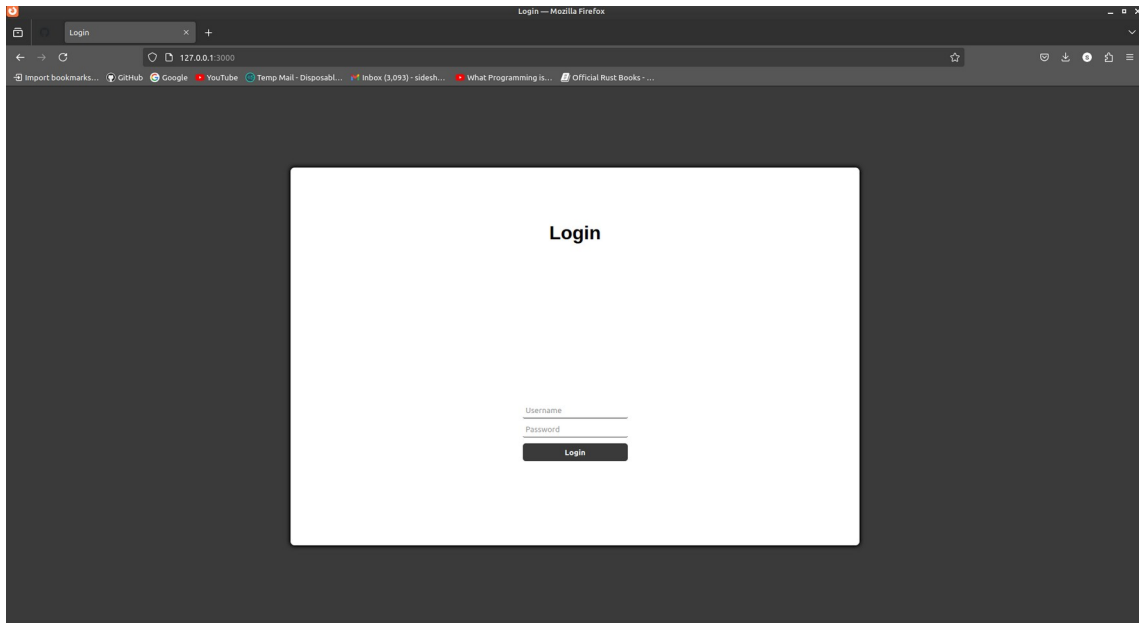 Login — Mozilla Firefox
Login
127.0.0.1:3000
Import bookmarks... GitHub Google YouTube Temp Mail - Disposabl... Inbox (3,093) - sidesh... What Programming is... Official Rust Books - ...
Login
Username
Password
Login